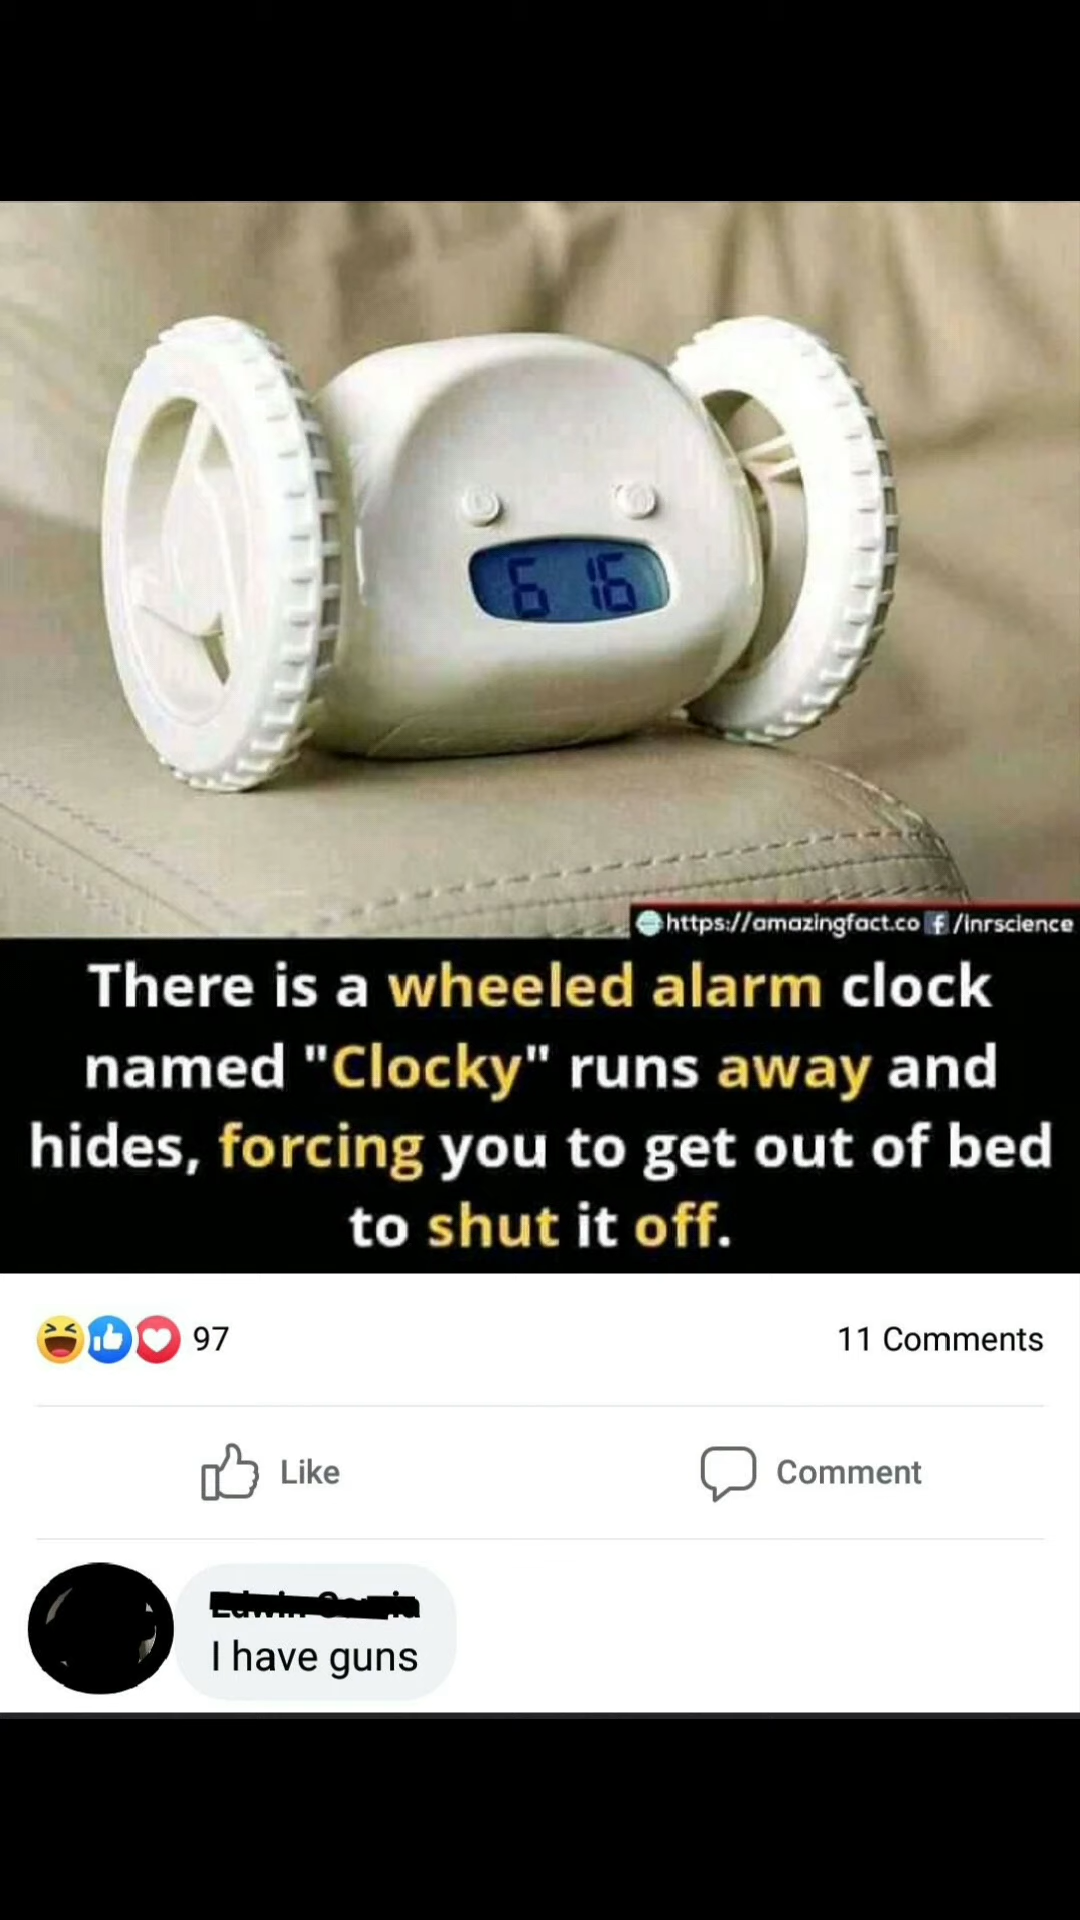 6 16
https://amazingfact.co f /inrscience
There is a wheeled alarm clock
named "Clocky" runs away and
hides, forcing you to get out of bed
to shut it off.
97
11 Comments
Like
Comment
I have guns